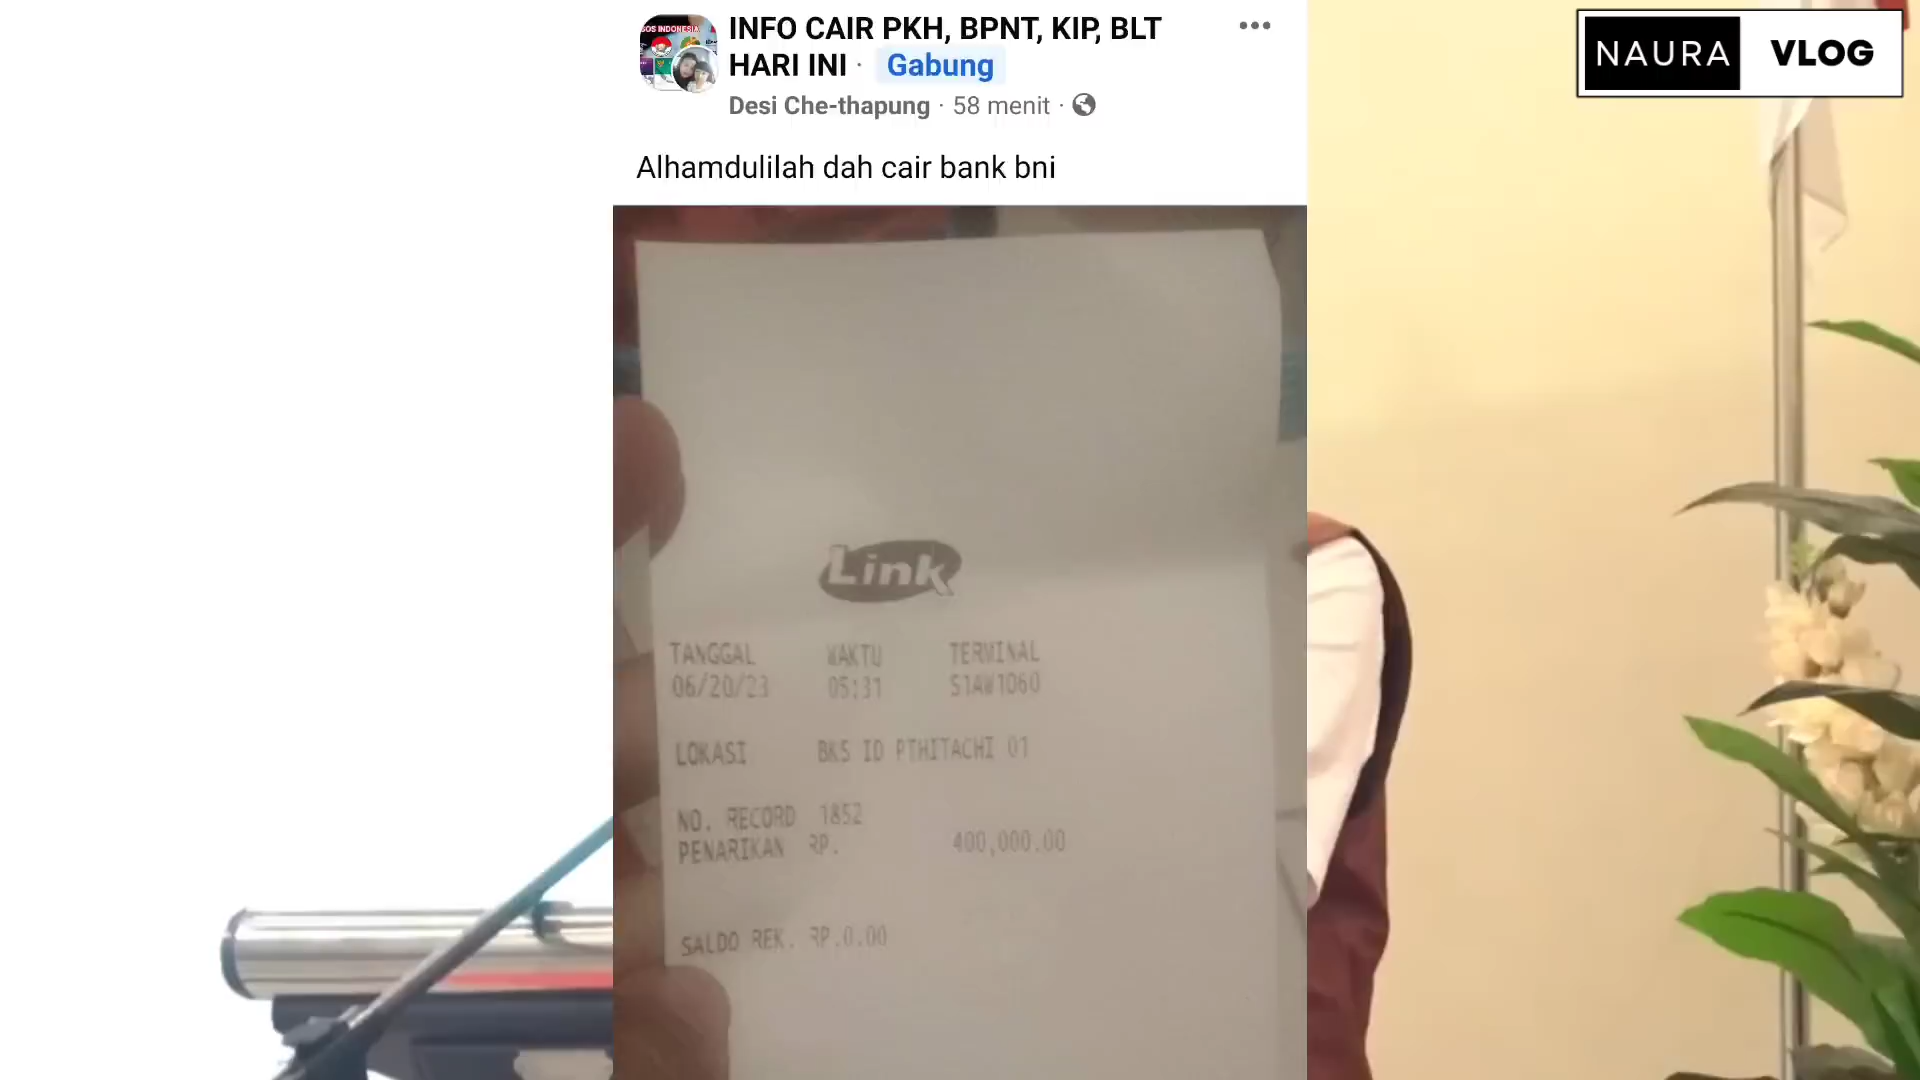 INFO CAIR PKH, BPNT, KIP, BLT
HARI INI · Gabung
Desi Che-thapung · 58 menit ·
Alhamdulilah dah cair bank bni
NAURA VLOG
SOS INDONESIA
Link
TANGGAL WAKTU TERMINAL
06/20/23 05:31 S1AW1060
LOKASI BKS ID PTHITACHI 01
NO. RECORD 1852
PENARIKAN RP. 400,000.00
SALDO REK. RP.0.00